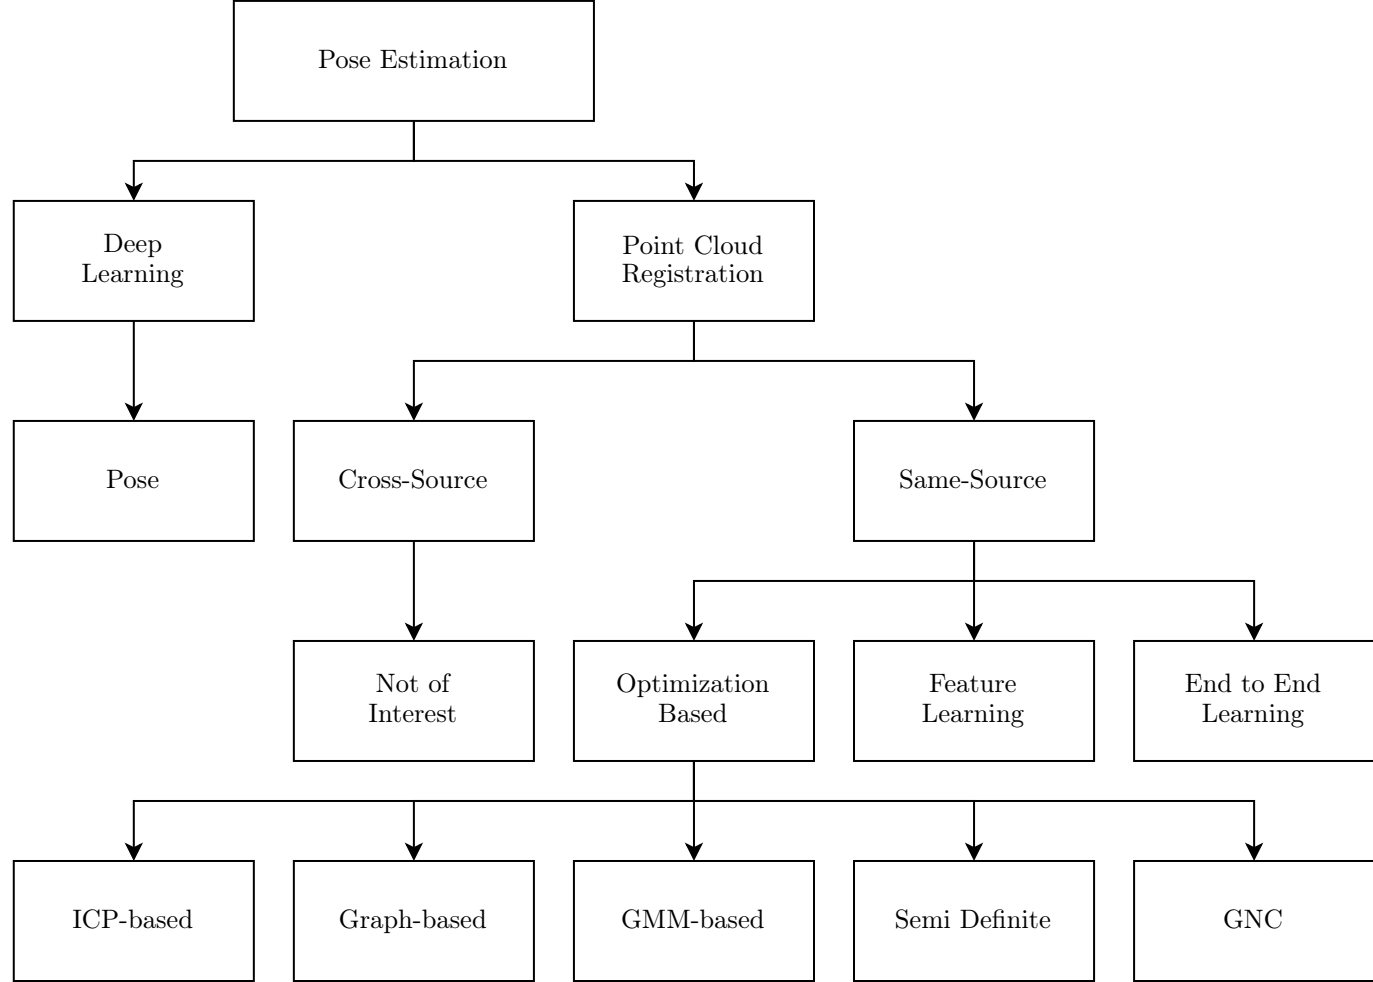 Pose Estimation
Deep
Learning
Point Cloud
Registration
Pose
Cross-Source
Same-Source
Not of
Interest
Optimization
Based
Feature
Learning
End to End
Learning
ICP-based
Graph-based
GMM-based
Semi Definite
GNC